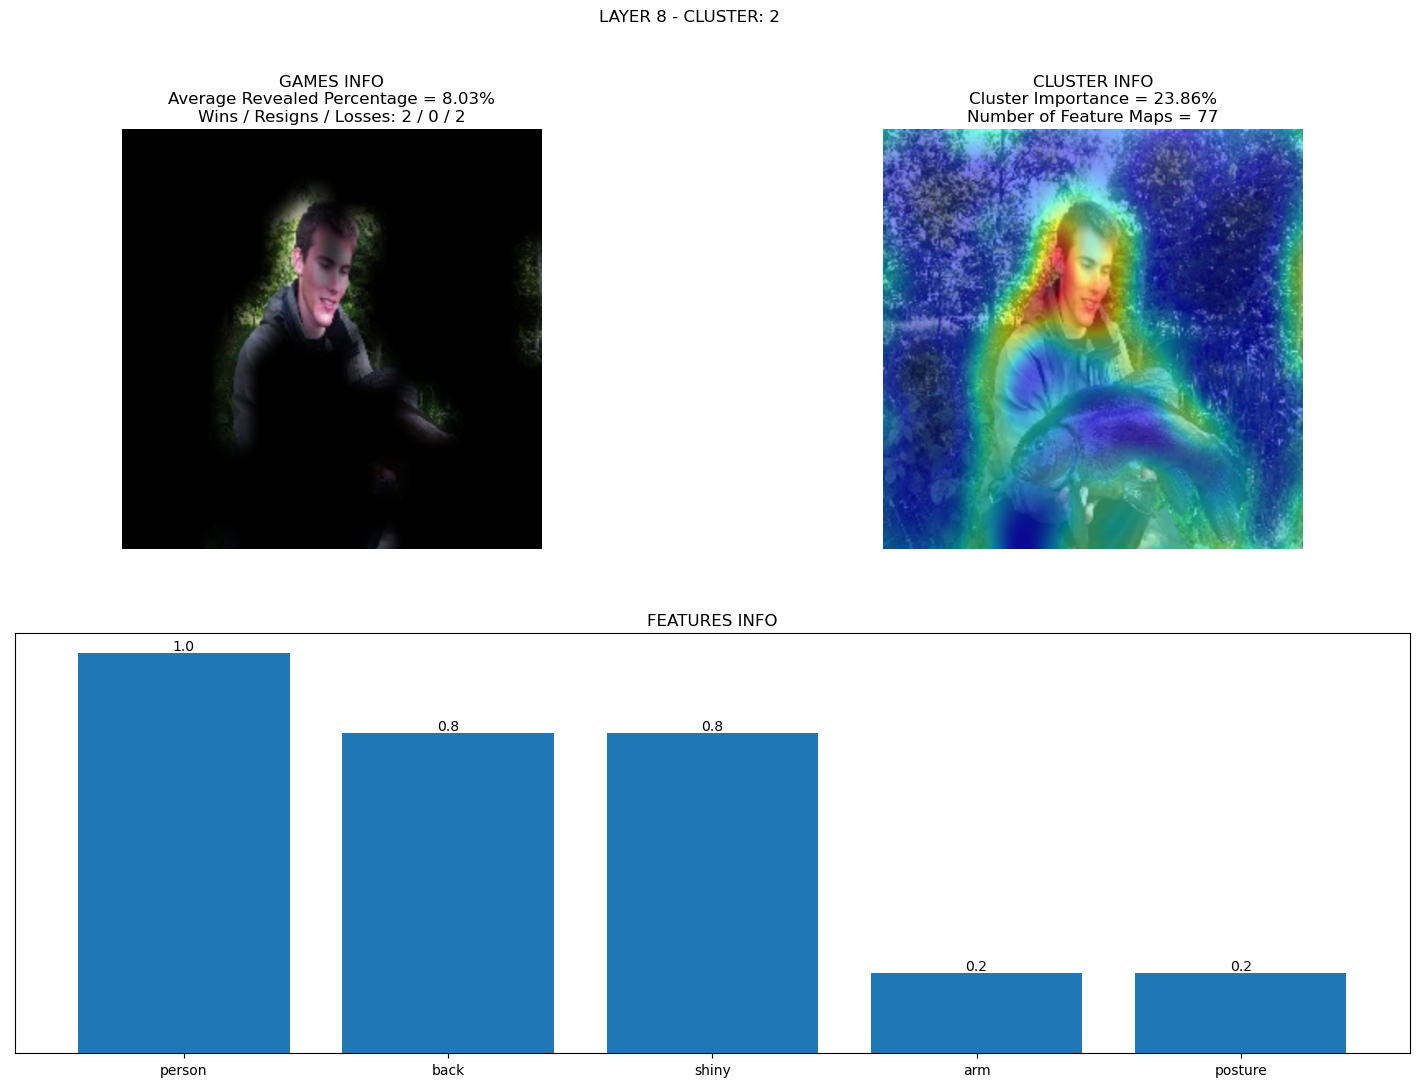 LAYER 8 - CLUSTER: 2
GAMES INFO
Average Revealed Percentage = 8.03%
Wins / Resigns / Losses: 2 / 0 / 2
CLUSTER INFO
Cluster Importance = 23.86%
Number of Feature Maps = 77
FEATURES INFO
1.0
0.8
0.8
0.2
0.2
person
back
shiny
arm
posture